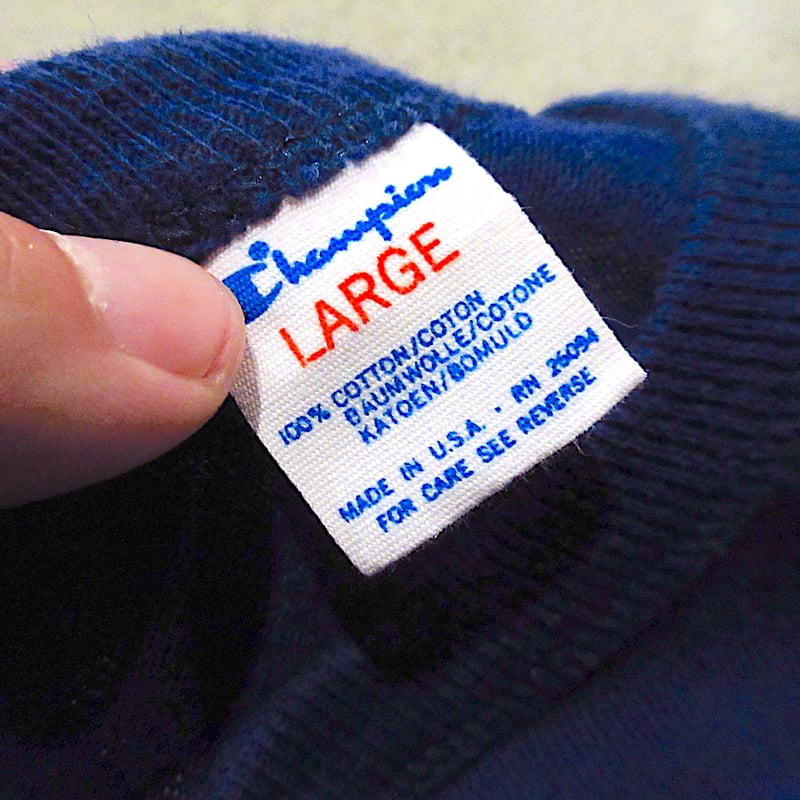 Champion
LARGE
100% COTTON/COTON
BAUMWOLLE/COTONE
KATOEN/BOMULD
MADE IN U.S.A. · RN 26094
FOR CARE SEE REVERSE